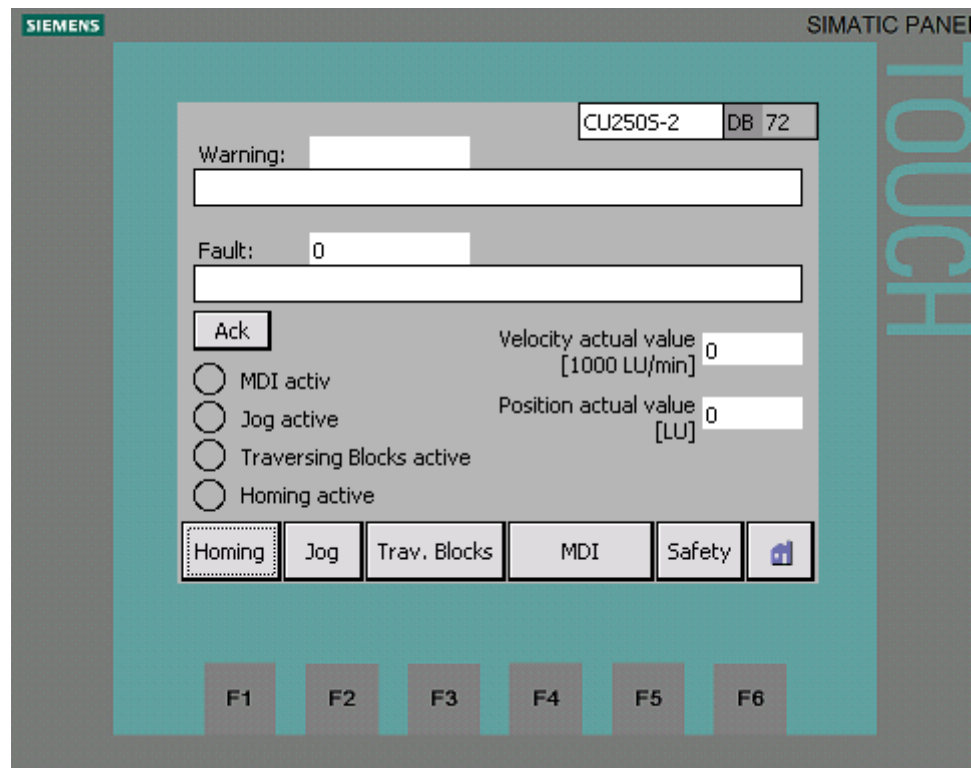 SIEMENS
SIMATIC PANEL
TOUCH
CU250S-2 DB 72
Warning:
Fault: 0
Ack
Velocity actual value 0
[1000 LU/min]
MDI activ
Position actual value 0
[LU]
Jog active
Traversing Blocks active
Homing active
Homing Jog Trav. Blocks MDI Safety
F1 F2 F3 F4 F5 F6